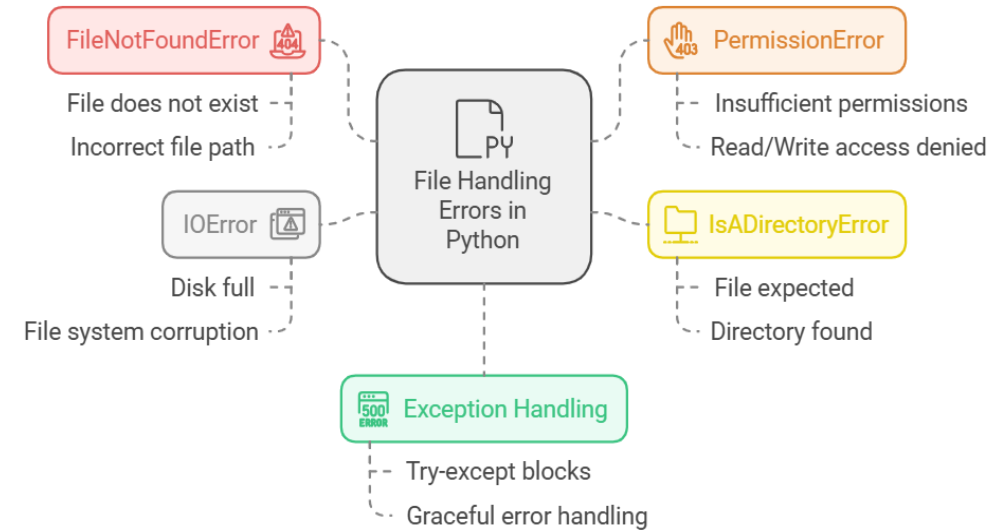 FileNotFoundError
404
File does not exist
Incorrect file path
PermissionError
403
Insufficient permissions
Read/Write access denied
PY
File Handling
Errors in
Python
IOError
Disk full
File system corruption
IsADirectoryError
File expected
Directory found
500
ERROR
Exception Handling
Try-except blocks
Graceful error handling